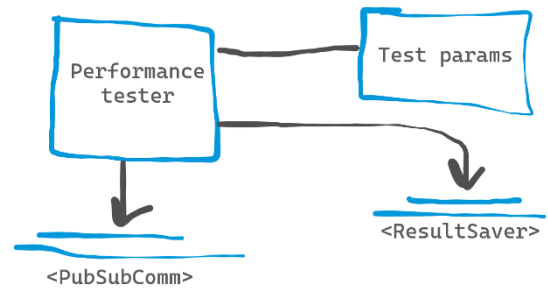 Performance
tester
Test params
<ResultSaver>
<PubSubComm>